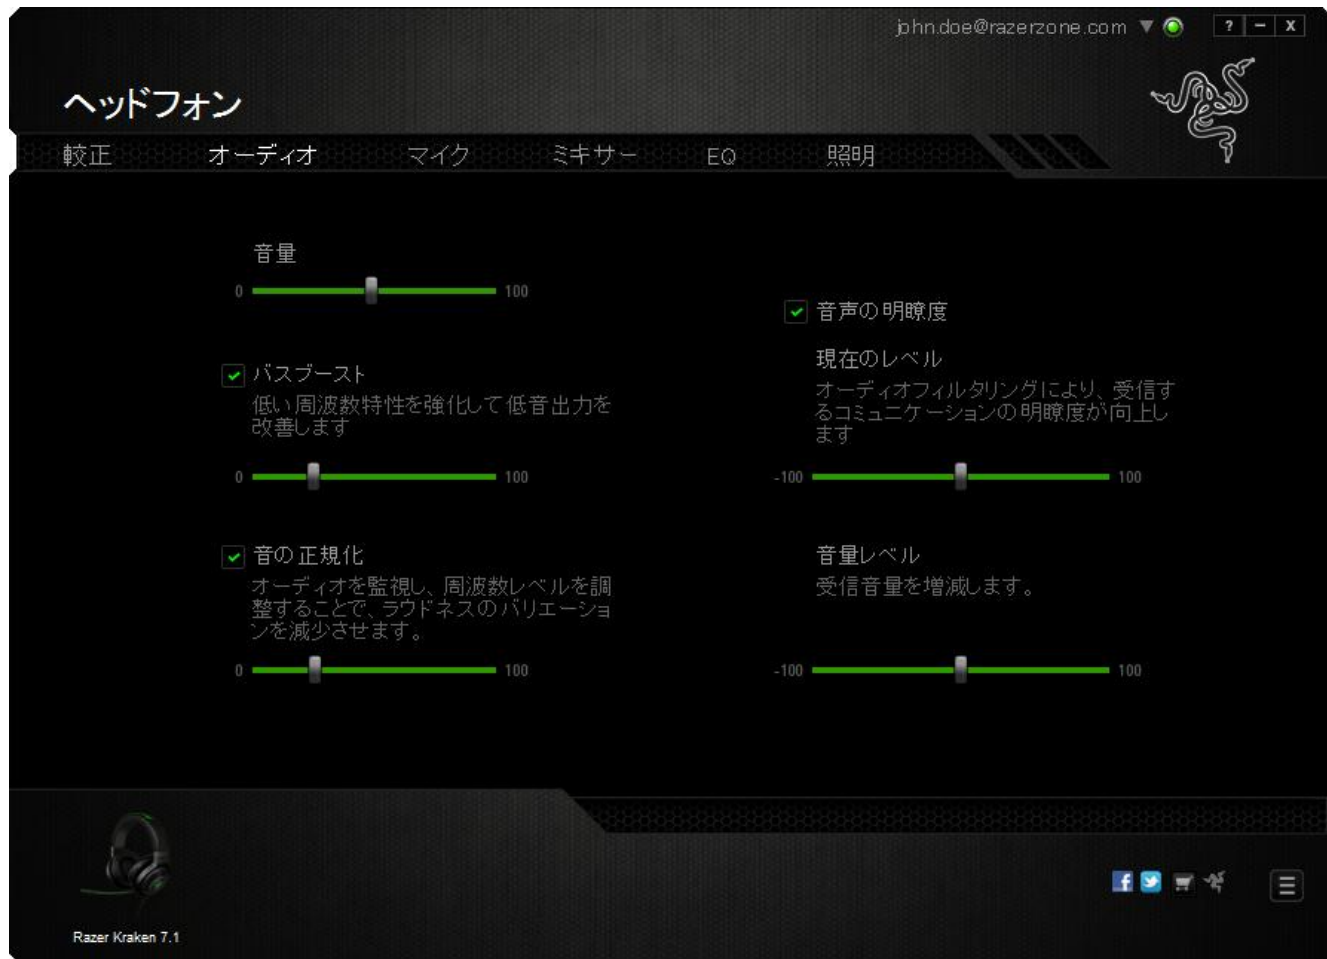 john.doe@razerzone.com
? – X
ヘッドフォン
較正 オーディオ マイク ミキサー EQ 照明
音量
0 100
バスブースト
低い周波数特性を強化して低音出力を
改善します
0 100
音の正規化
オーディオを監視し、周波数レベルを調
整することで、ラウドネスのバリエーショ
ンを減少させます。
0 100
音声の明瞭度
現在のレベル
オーディオフィルタリングにより、受信す
るコミュニケーションの明瞭度が向上し
ます
-100 100
音量レベル
受信音量を増減します。
-100 100
Razer Kraken 7.1